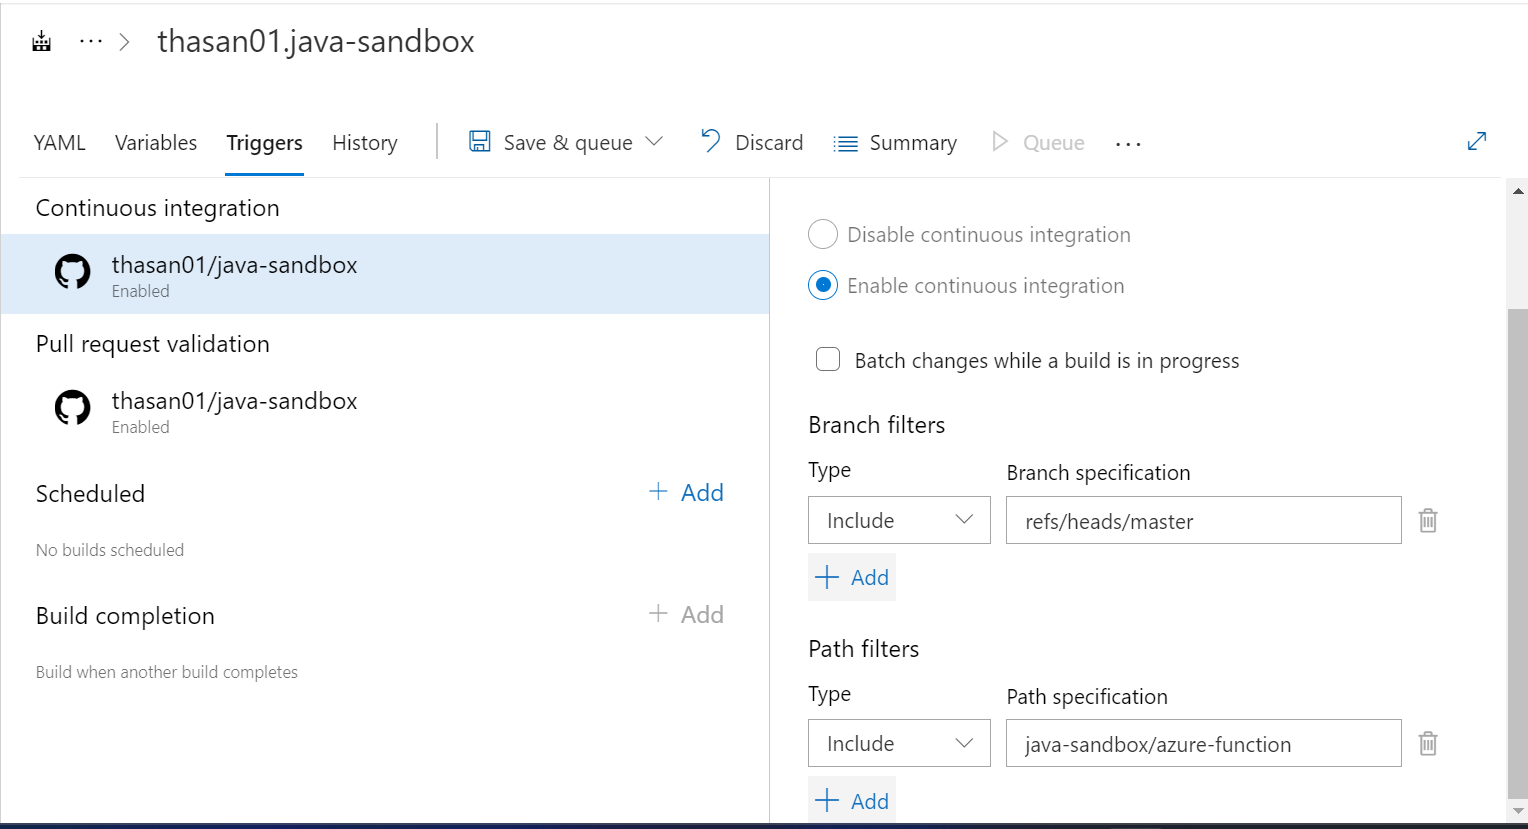 thasan01.java-sandbox
YAML Variables Triggers History Save & queue Discard Summary Queue
Continuous integration
thasan01/java-sandbox
Enabled
Pull request validation
thasan01/java-sandbox
Enabled
Scheduled + Add
No builds scheduled
Build completion + Add
Build when another build completes
Disable continuous integration
Enable continuous integration
Batch changes while a build is in progress
Branch filters
Type Branch specification
Include refs/heads/master
+ Add
Path filters
Type Path specification
Include java-sandbox/azure-function
+ Add